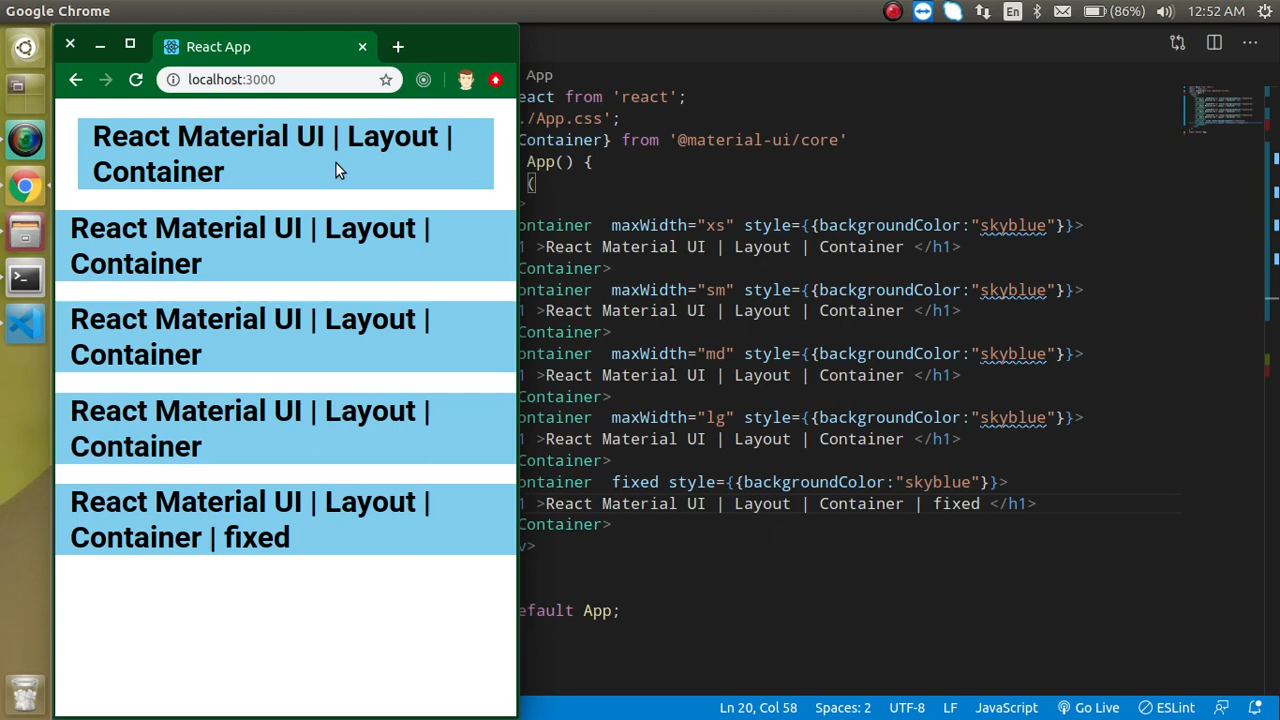 Google Chrome
En
(86%)
12:52 AM
React App
localhost:3000
React Material UI | Layout |
Container
React Material UI | Layout |
Container
React Material UI | Layout |
Container
React Material UI | Layout |
Container
React Material UI | Layout |
Container | fixed
App
eact from 'react';
./App.css';
Container} from '@material-ui/core'
App() {
(
>
ontainer  maxWidth="xs" style={{backgroundColor:"skyblue"}}>
1 >React Material UI | Layout | Container </h1>
Container>
ontainer  maxWidth="sm" style={{backgroundColor:"skyblue"}}>
1 >React Material UI | Layout | Container </h1>
Container>
ontainer  maxWidth="md" style={{backgroundColor:"skyblue"}}>
1 >React Material UI | Layout | Container </h1>
Container>
ontainer  maxWidth="lg" style={{backgroundColor:"skyblue"}}>
1 >React Material UI | Layout | Container </h1>
Container>
ontainer  fixed style={{backgroundColor:"skyblue"}}>
1 >React Material UI | Layout | Container | fixed </h1>
Container>
v>
efault App;
Ln 20, Col 58
Spaces: 2
UTF-8
LF
JavaScript
Go Live
ESLint